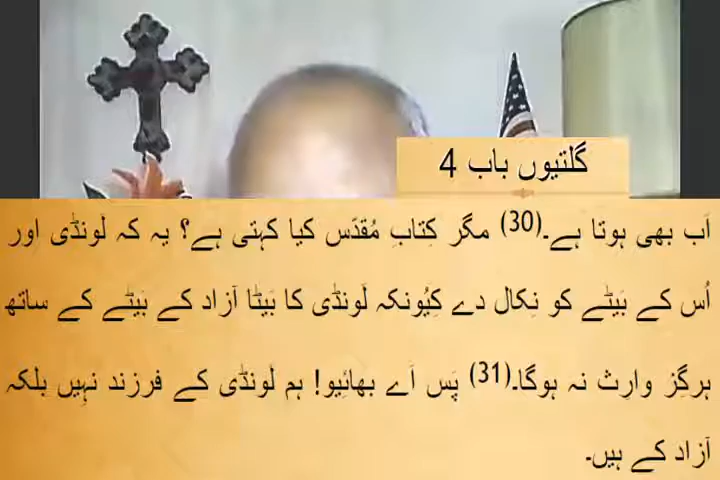 گلتیوں باب 4
اَب بھی ہوتا ہے۔(30) مگر کِتابِ مُقدّس کیا کہتی ہے؟ یہ کہ لَونڈی اور
اُس کے بَیٹے کو نِکال دے کِیُونکہ لَونڈی کا بَیٹا آزاد کے بَیٹے کے ساتھ
ہرگِز وارِث نہ ہوگا۔(31) پَس اَے بھائِیو! ہم لَونڈی کے فرزند نہِیں بلکہ
آزاد کے ہیں۔